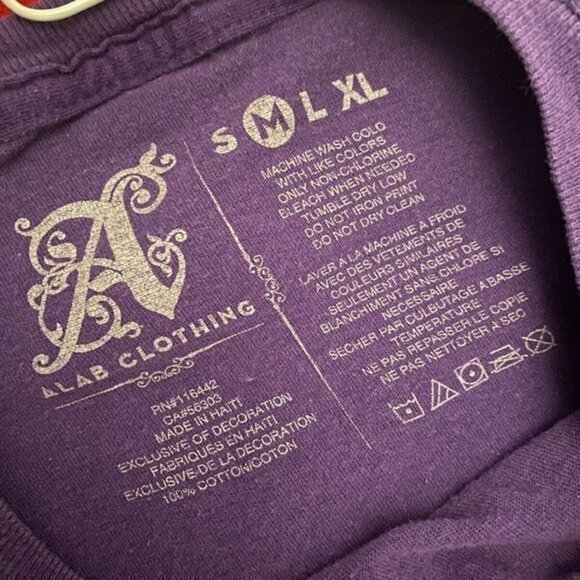 A
ALAB CLOTHING
RN#116442
CA#56303
MADE IN HAITI
EXCLUSIVE OF DECORATION
FABRIQUÉS EN HAITI
EXCLUSIVE DE LA DECORATION
100% COTTON/COTON
S M L XL
MACHINE WASH COLD
WITH LIKE COLORS
ONLY NON-CHLORINE
BLEACH WHEN NEEDED
TUMBLE DRY LOW
DO NOT IRON PRINT
DO NOT DRY CLEAN
LAVER A LA MACHINE A FROID
AVEC DES VETEMENTS DE
COULEURS SIMILAIRES
SEULEMENT UN AGENT DE
BLANCHIMENT SANS CHLORE SI
NECESSAIRE
SECHER PAR CULBUTAGE A BASSE
TEMPERATURE
NE PAS REPASSER LE COPIE
NE PAS NETTOYER A SEC